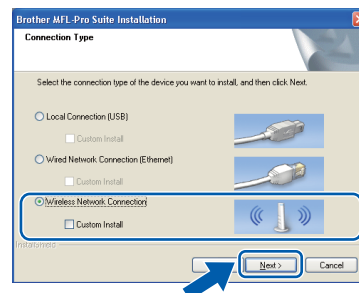 Brother MFL-Pro Suite Installation
Connection Type
Select the connection type of the device you want to install, and then click Next.
Local Connection (USB)
Custom Install
Wired Network Connection (Ethernet)
Custom Install
Wireless Network Connection
Custom Install
InstallShield
Next >
Cancel